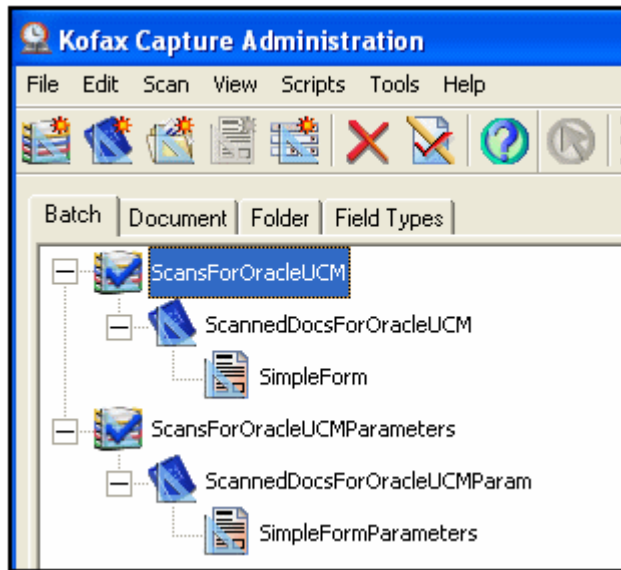 Kofax Capture Administration
File Edit Scan View Scripts Tools Help
Batch Document Folder Field Types
ScansForOracleUCM
ScannedDocsForOracleUCM
SimpleForm
ScansForOracleUCMParameters
ScannedDocsForOracleUCMParam
SimpleFormParameters